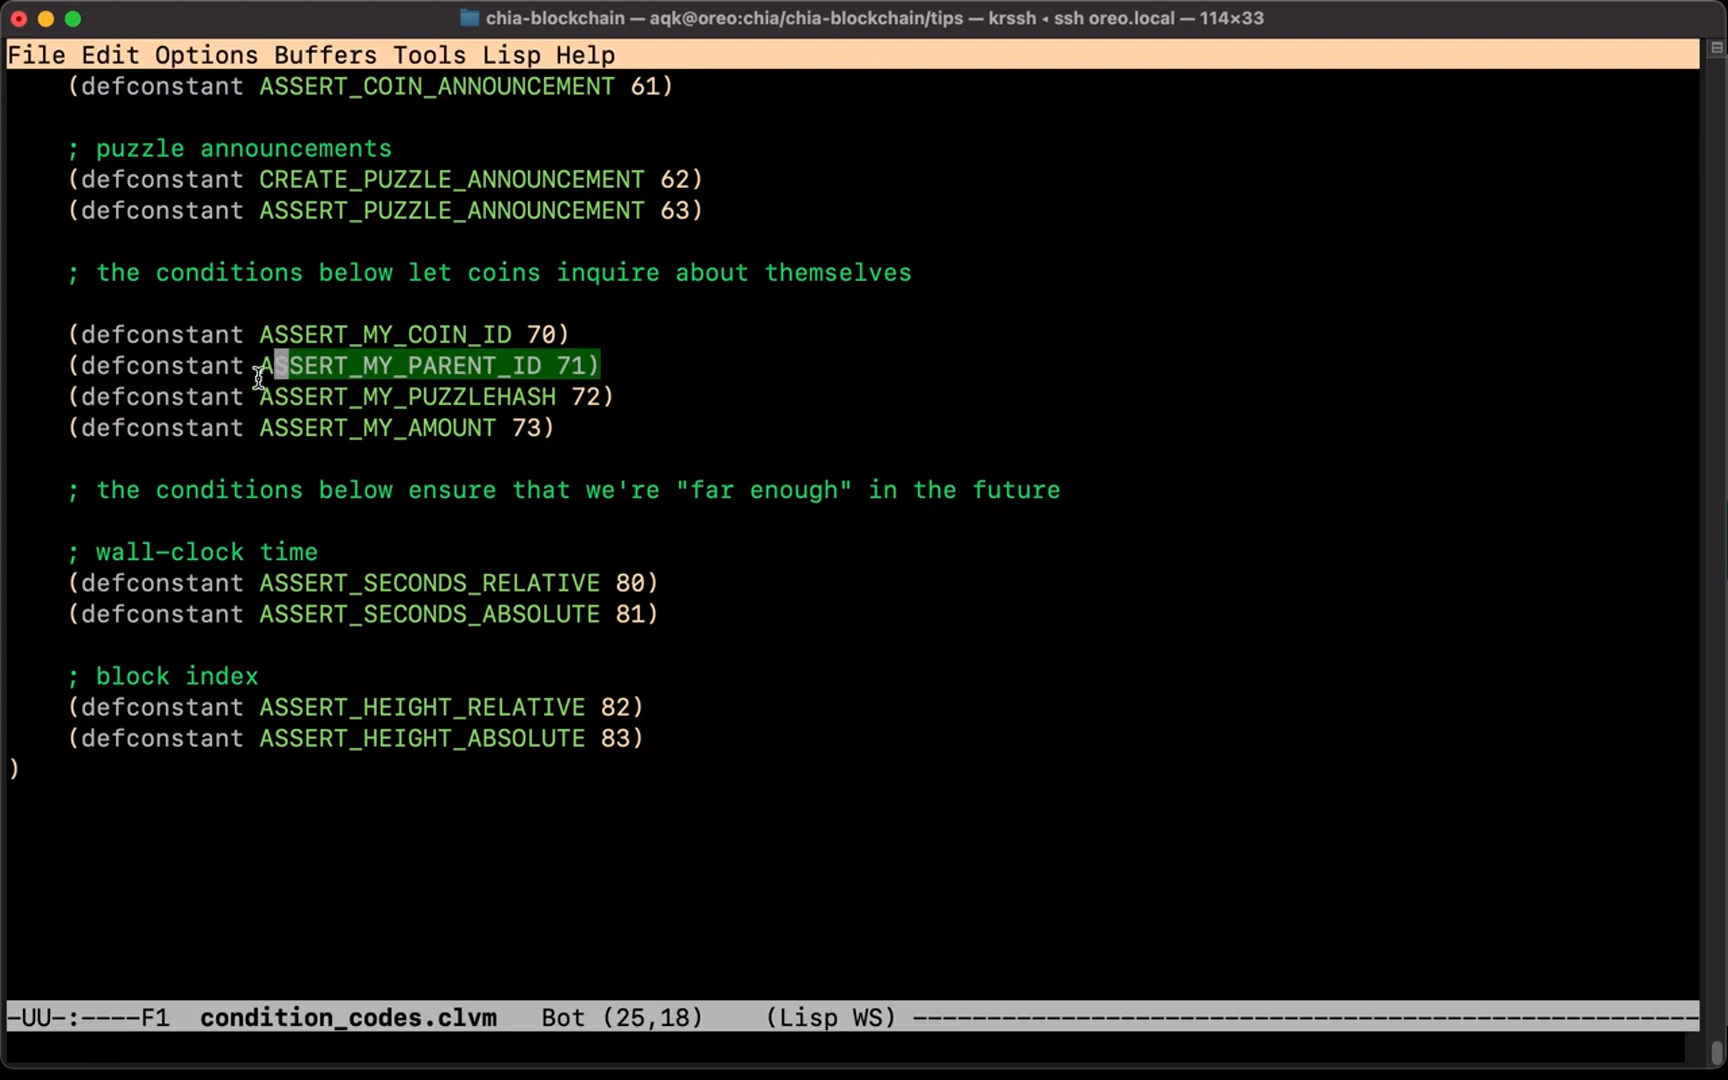 chia-blockchain — aqk@oreo:chia/chia-blockchain/tips — krssh ◂ ssh oreo.local — 114×33
File Edit Options Buffers Tools Lisp Help
(defconstant ASSERT_COIN_ANNOUNCEMENT 61)
; puzzle announcements
(defconstant CREATE_PUZZLE_ANNOUNCEMENT 62)
(defconstant ASSERT_PUZZLE_ANNOUNCEMENT 63)
; the conditions below let coins inquire about themselves
(defconstant ASSERT_MY_COIN_ID 70)
(defconstant ASSERT_MY_PARENT_ID 71)
(defconstant ASSERT_MY_PUZZLEHASH 72)
(defconstant ASSERT_MY_AMOUNT 73)
; the conditions below ensure that we're "far enough" in the future
; wall-clock time
(defconstant ASSERT_SECONDS_RELATIVE 80)
(defconstant ASSERT_SECONDS_ABSOLUTE 81)
; block index
(defconstant ASSERT_HEIGHT_RELATIVE 82)
(defconstant ASSERT_HEIGHT_ABSOLUTE 83)
)
-UU-:----F1 condition_codes.clvm Bot (25,18) (Lisp WS) -----------------------------------------------------